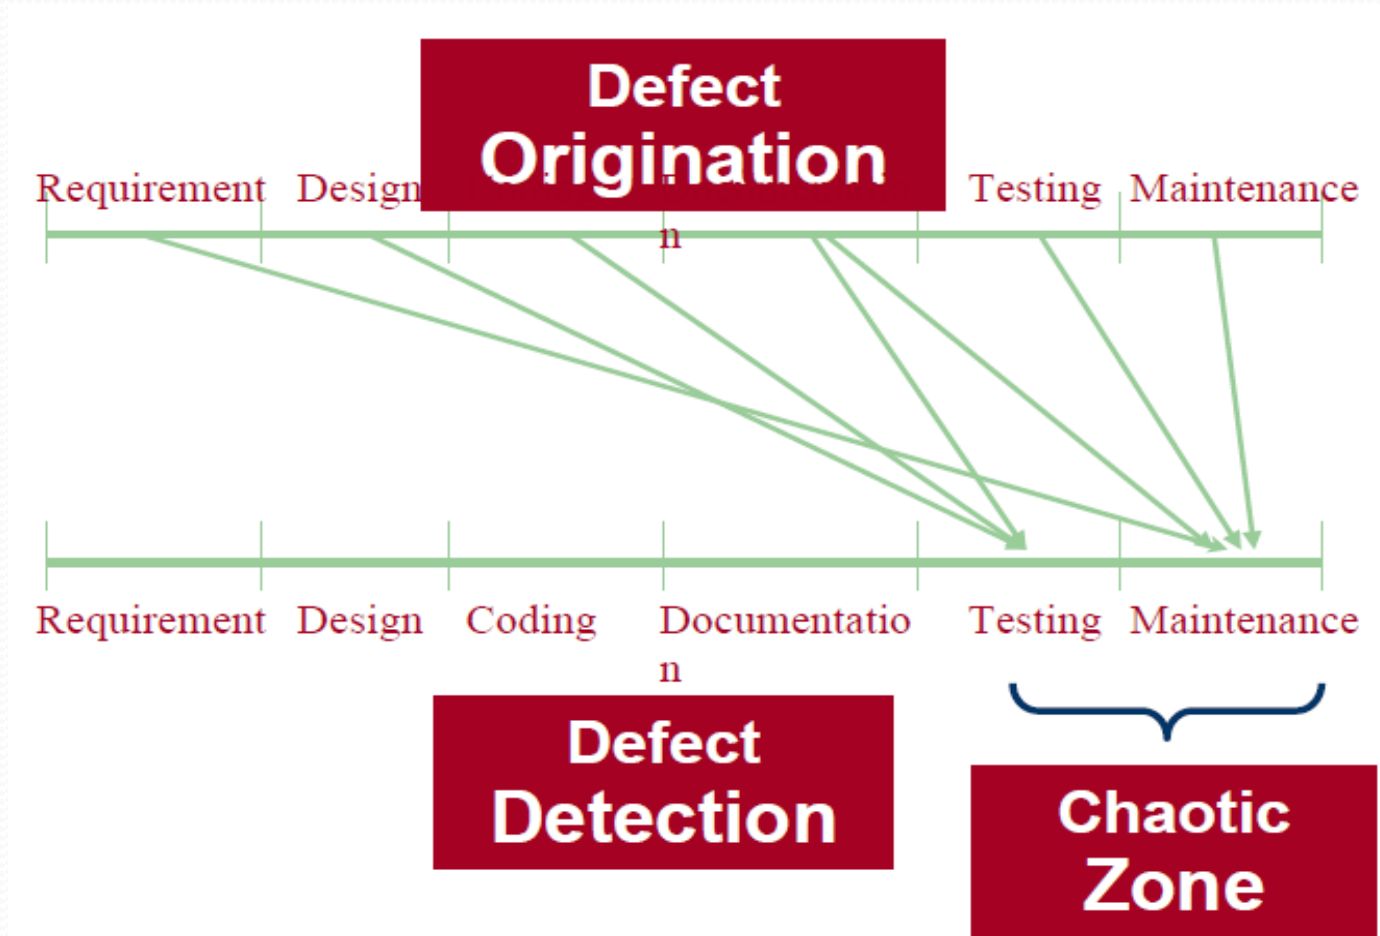 Defect
Origination
Requirement Design Testing Maintenance
n
Requirement Design Coding Documentatio Testing Maintenance
n
Defect
Detection
Chaotic
Zone